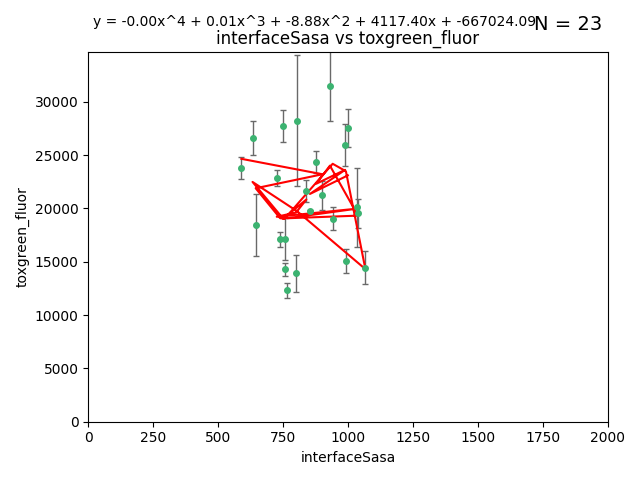 y = -0.00x^4 + 0.01x^3 + -8.88x^2 + 4117.40x + -667024.09
N = 23
interfaceSasa vs toxgreen_fluor
30000
25000
20000
15000
10000
5000
0
toxgreen_fluor
0 250 500 750 1000 1250 1500 1750 2000
interfaceSasa